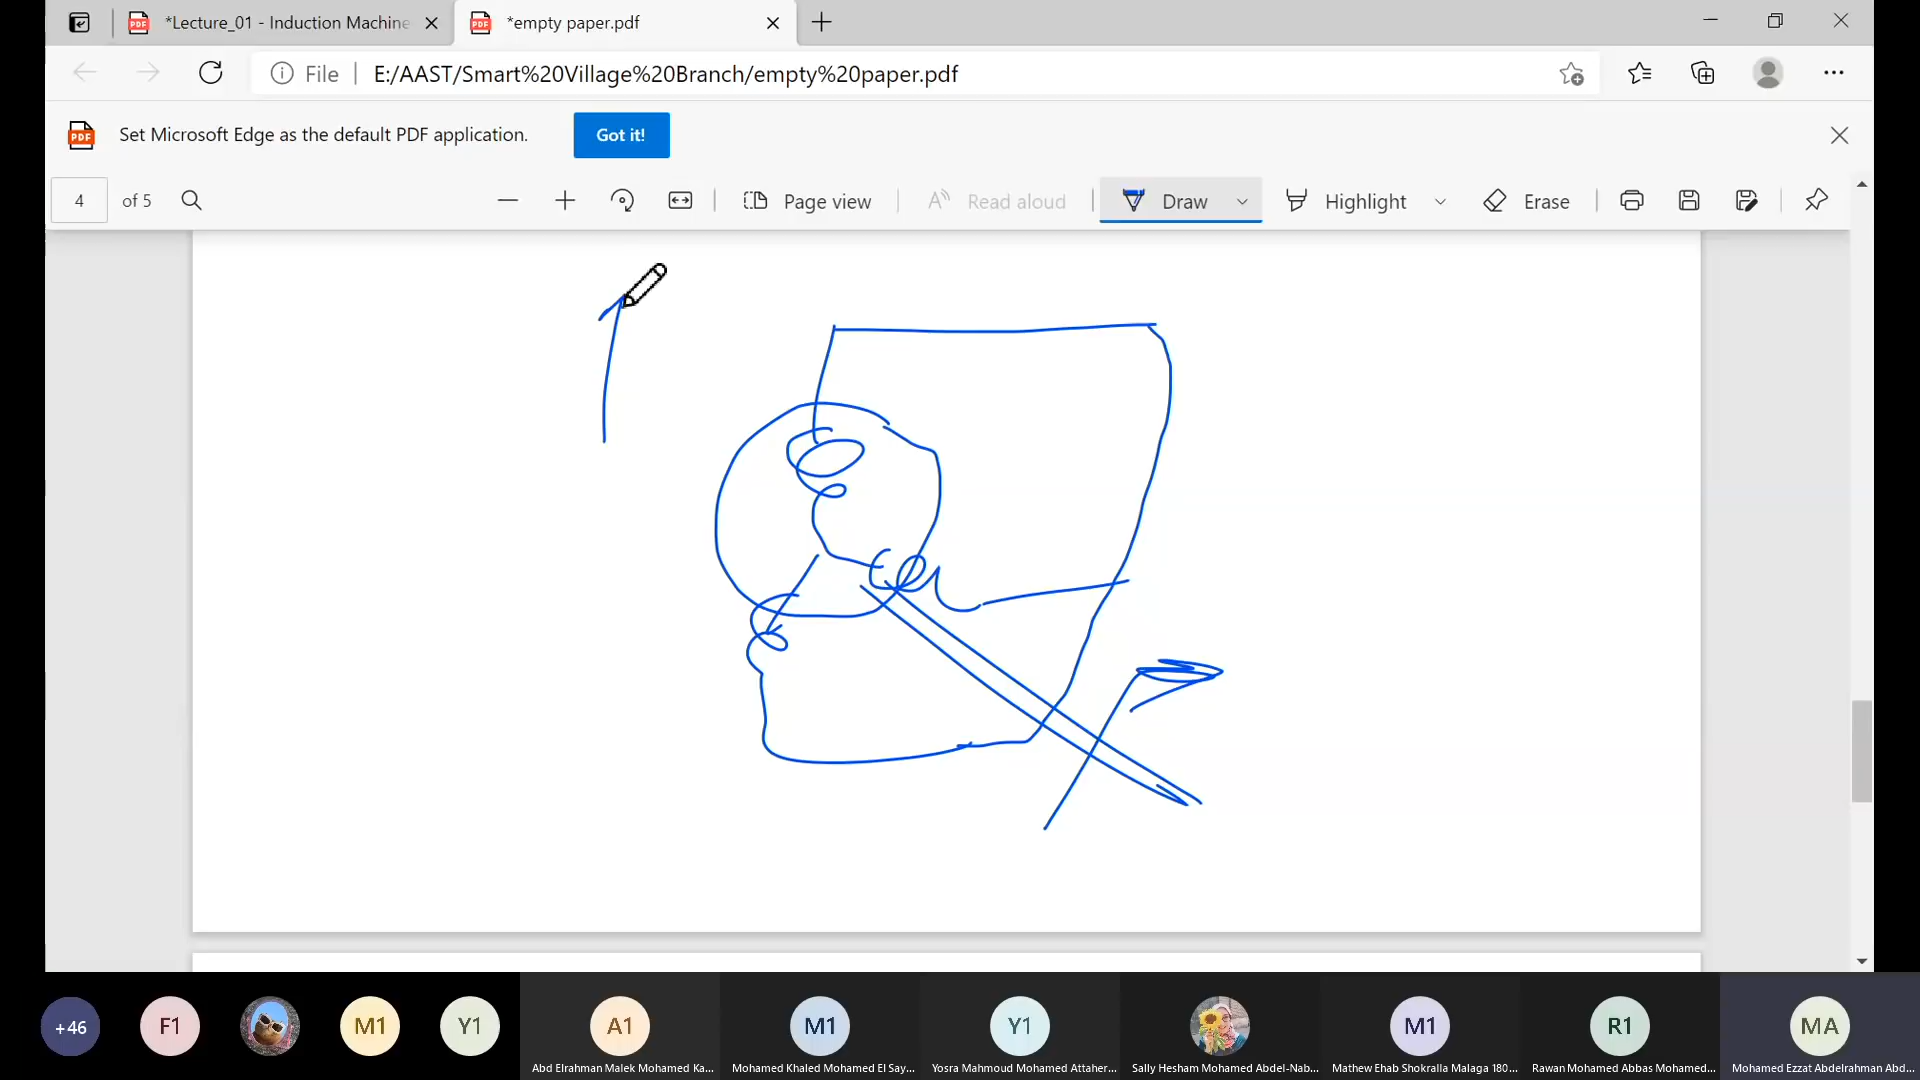 *Lecture_01 - Induction Machine
*empty paper.pdf
File
E:/AAST/Smart%20Village%20Branch/empty%20paper.pdf
Set Microsoft Edge as the default PDF application.
Got it!
4
of 5
Page view
Read aloud
Draw
Highlight
Erase
+46
F1
M1
Y1
A1
M1
Y1
M1
R1
MA
Abd Elrahman Malek Mohamed Ka...
Mohamed Khaled Mohamed El Say...
Yosra Mahmoud Mohamed Attaher...
Sally Hesham Mohamed Abdel-Nab...
Mathew Ehab Shokralla Malaga 180...
Rawan Mohamed Abbas Mohamed...
Mohamed Ezzat Abdelrahman Abd...